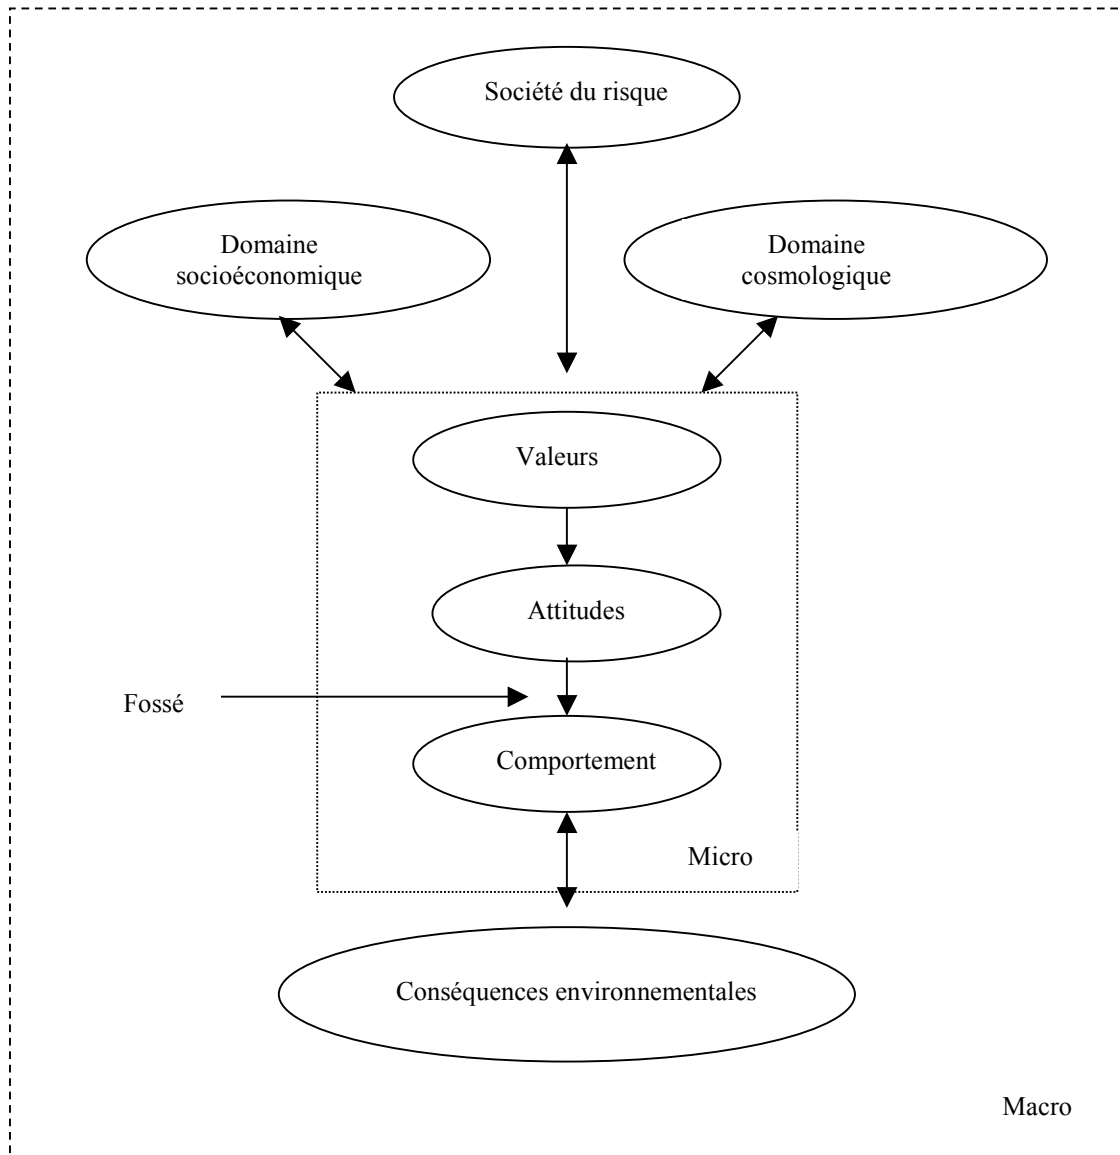 Société du risque
Domaine
socioéconomique
Domaine
cosmologique
Valeurs
Attitudes
Fossé
Comportement
Micro
Conséquences environnementales
Macro